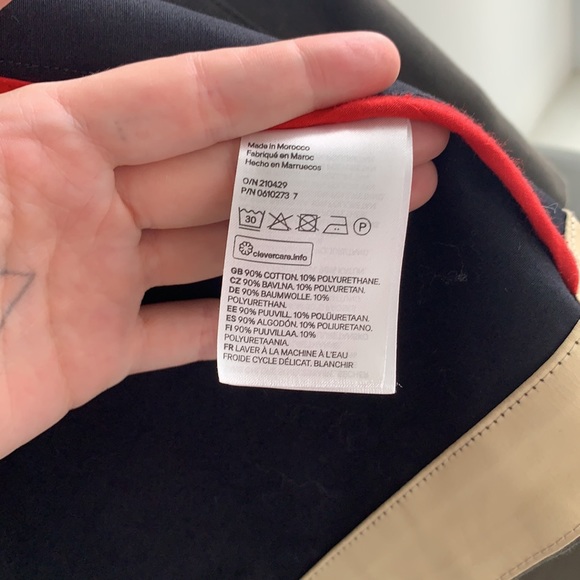 Made in Morocco
Fabriqué en Maroc
Hecho en Marruecos
O/N 210429
P/N 0610273 7
30 P
clevercare.info
GB 90% COTTON. 10% POLYURETHANE.
CZ 90% BAVLNA. 10% POLYURETAN.
DE 90% BAUMWOLLE. 10%
POLYURETHAN.
EE 90% PUUVILL. 10% POLÜURETAAN.
ES 90% ALGODÓN. 10% POLIURETANO.
FI 90% PUUVILLAA. 10%
POLYURETAANIA.
FR LAVER À LA MACHINE À L'EAU
FROIDE CYCLE DÉLICAT. BLANCHIR